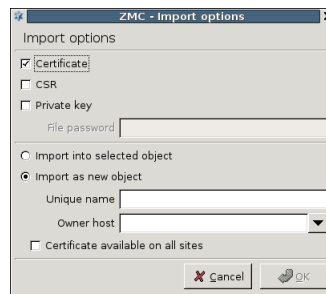 ZMC - Import options
Import options
Certificate
CSR
Private key
File password
Import into selected object
Import as new object
Unique name
Owner host
Certificate available on all sites
Cancel
OK